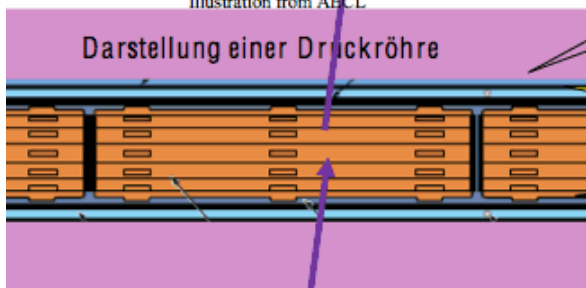 Illustration from AECL
Darstellung einer Druckröhre